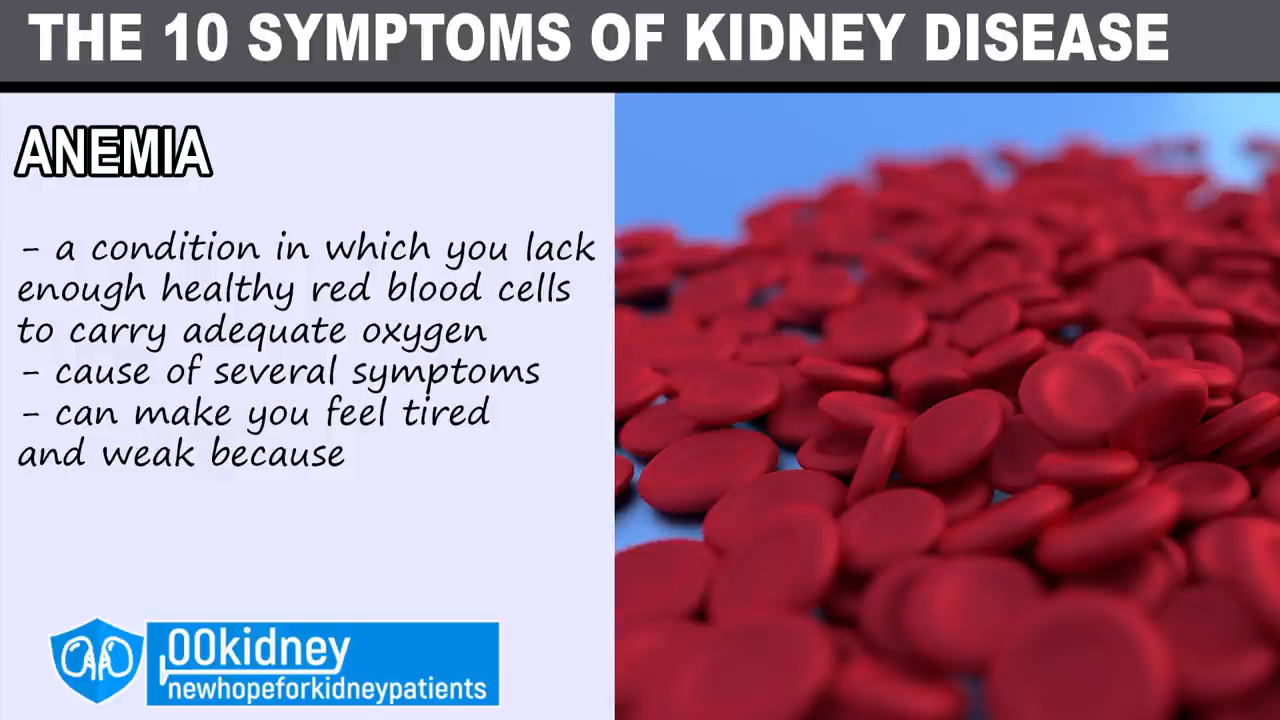 THE 10 SYMPTOMS OF KIDNEY DISEASE
ANEMIA
- a condition in which you lack
enough healthy red blood cells
to carry adequate oxygen
- cause of several symptoms
- can make you feel tired
and weak because
00kidney
newhopeforkidneypatients